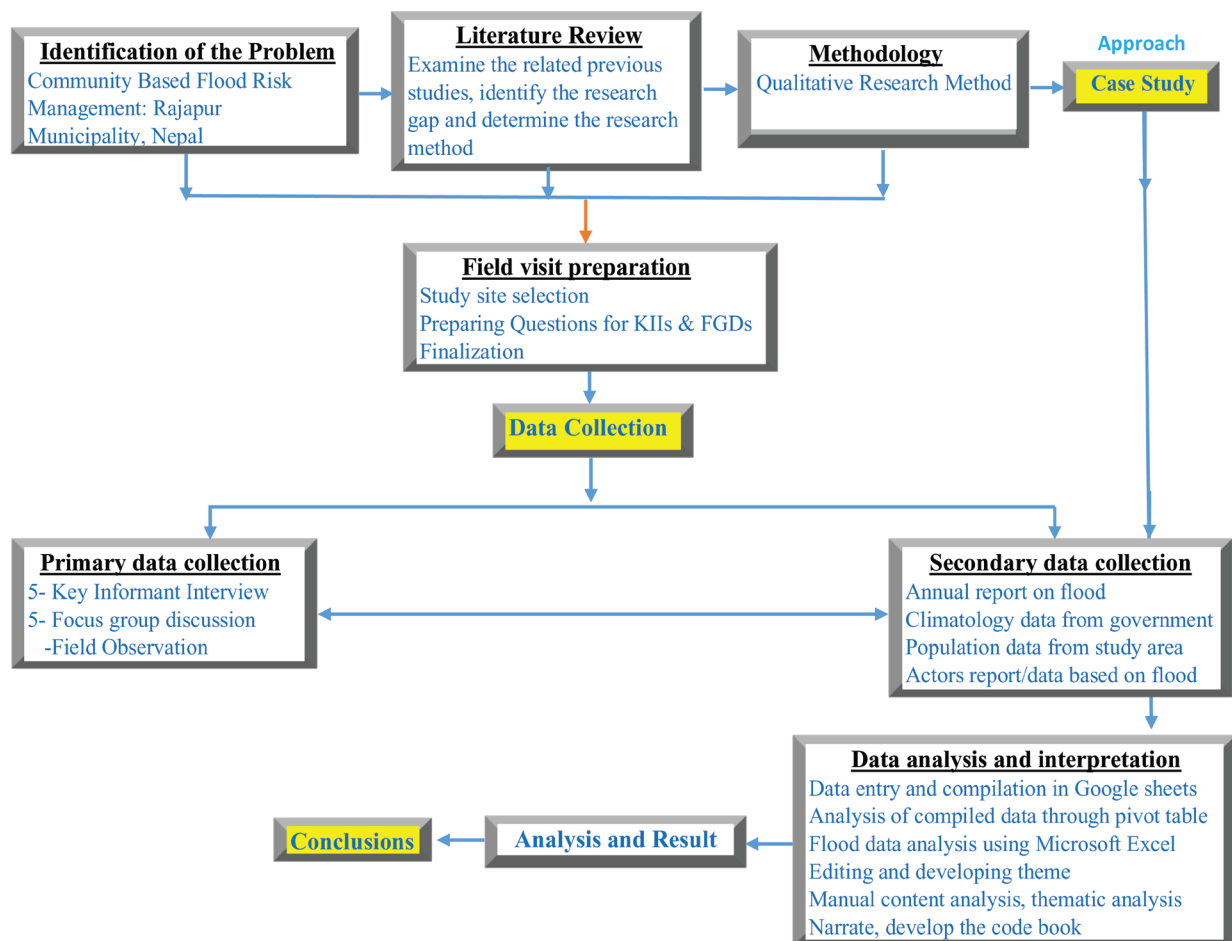 Identification of the Problem
Community Based Flood Risk
Management: Rajapur
Municipality, Nepal
Literature Review
Examine the related previous
studies, identify the research
gap and determine the research
method
Methodology
Qualitative Research Method
Approach
Case Study
Field visit preparation
Study site selection
Preparing Questions for KIIs & FGDs
Finalization
Data Collection
Primary data collection
5- Key Informant Interview
5- Focus group discussion
-Field Observation
Secondary data collection
Annual report on flood
Climatology data from government
Population data from study area
Actors report/data based on flood
Data analysis and interpretation
Data entry and compilation in Google sheets
Analysis of compiled data through pivot table
Flood data analysis using Microsoft Excel
Editing and developing theme
Manual content analysis, thematic analysis
Narrate, develop the code book
Analysis and Result
Conclusions